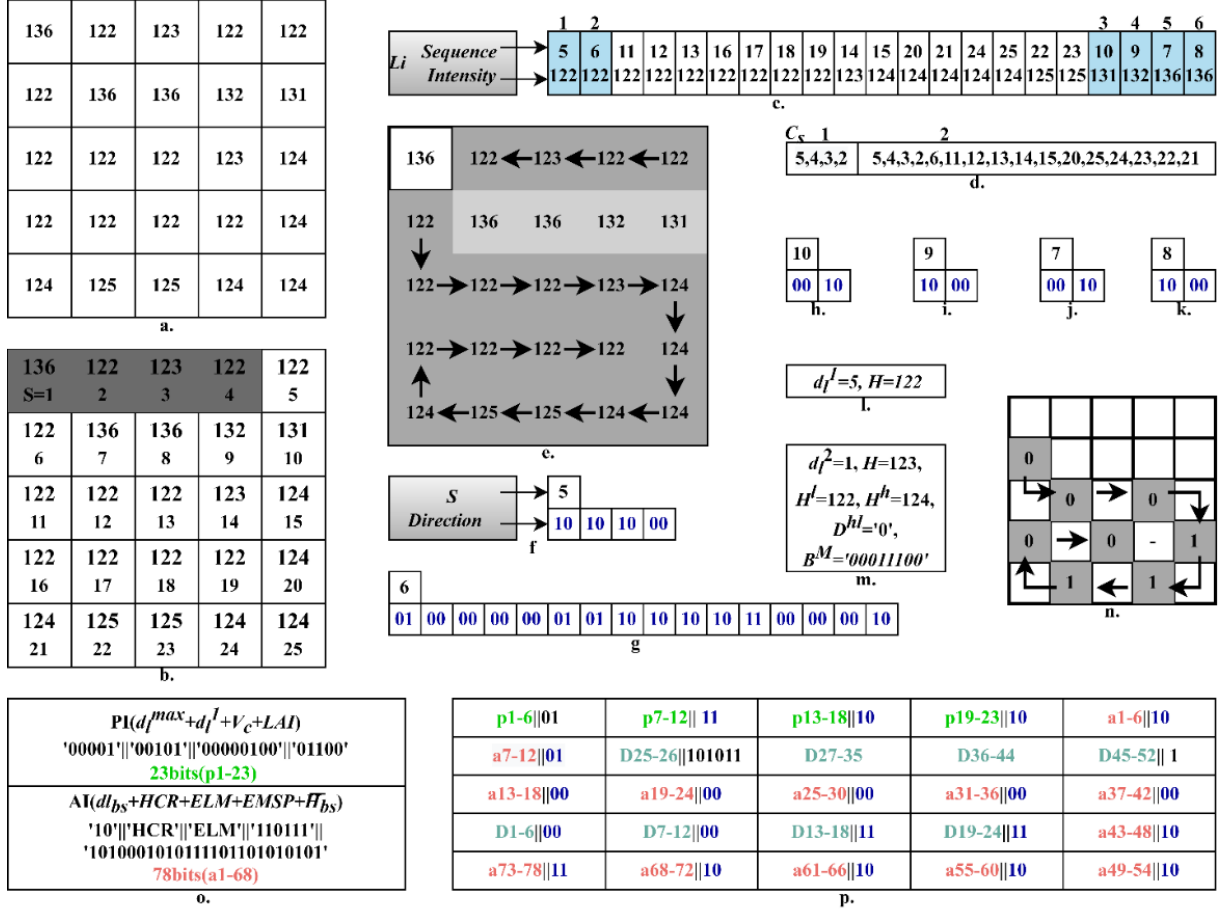 136 122 123 122 122
122 136 136 132 131
122 122 122 123 124
122 122 122 122 124
124 125 125 124 124
a.
136 122 123 122 122
S=1 2 3 4 5
122 136 136 132 131
6 7 8 9 10
122 122 122 123 124
11 12 13 14 15
122 122 122 122 124
16 17 18 19 20
124 125 125 124 124
21 22 23 24 25
b.
1 2 3 4 5 6
Li Sequence 5 6 11 12 13 16 17 18 19 14 15 20 21 24 25 22 23 10 9 7 8
Intensity 122 122 122 122 122 122 122 122 122 123 124 124 124 124 124 125 125 131 132 136 136
c.
Cs 1 2
5,4,3,2 5,4,3,2,6,11,12,13,14,15,20,25,24,23,22,21
d.
136 122 123 122 122
122 136 136 132 131
122 122 122 123 124
122 122 122 122 124
124 125 125 124 124
e.
S 5
Direction 10 10 10 00
f
6
01 00 00 00 00 01 01 10 10 10 10 11 00 00 00 10
g
10
00 10
h.
9
10 00
i.
7
00 10
j.
8
10 00
k.
dl1=5, H=122
l.
dl2=1, H=123,
Hl=122, Hh=124,
Dhl='0',
BM='00011100'
m.
0
0 0
0 0 - 1
1 1
n.
PI(dlmax+dl1+Vc+LAI)
'00001'||'00101'||'00000100'||'01100'
23bits(p1-23)
AI(dlbs+HCR+ELM+EMSP+H̅bs)
'10'||'HCR'||'ELM'||'110111'||
'1010001010111101101010101'
78bits(a1-68)
o.
p1-6||01 p7-12|| 11 p13-18||10 p19-23||10 a1-6||10
a7-12||01 D25-26||101011 D27-35 D36-44 D45-52|| 1
a13-18||00 a19-24||00 a25-30||00 a31-36||00 a37-42||00
D1-6||00 D7-12||00 D13-18||11 D19-24||11 a43-48||10
a73-78||11 a68-72||10 a61-66||10 a55-60||10 a49-54||10
p.